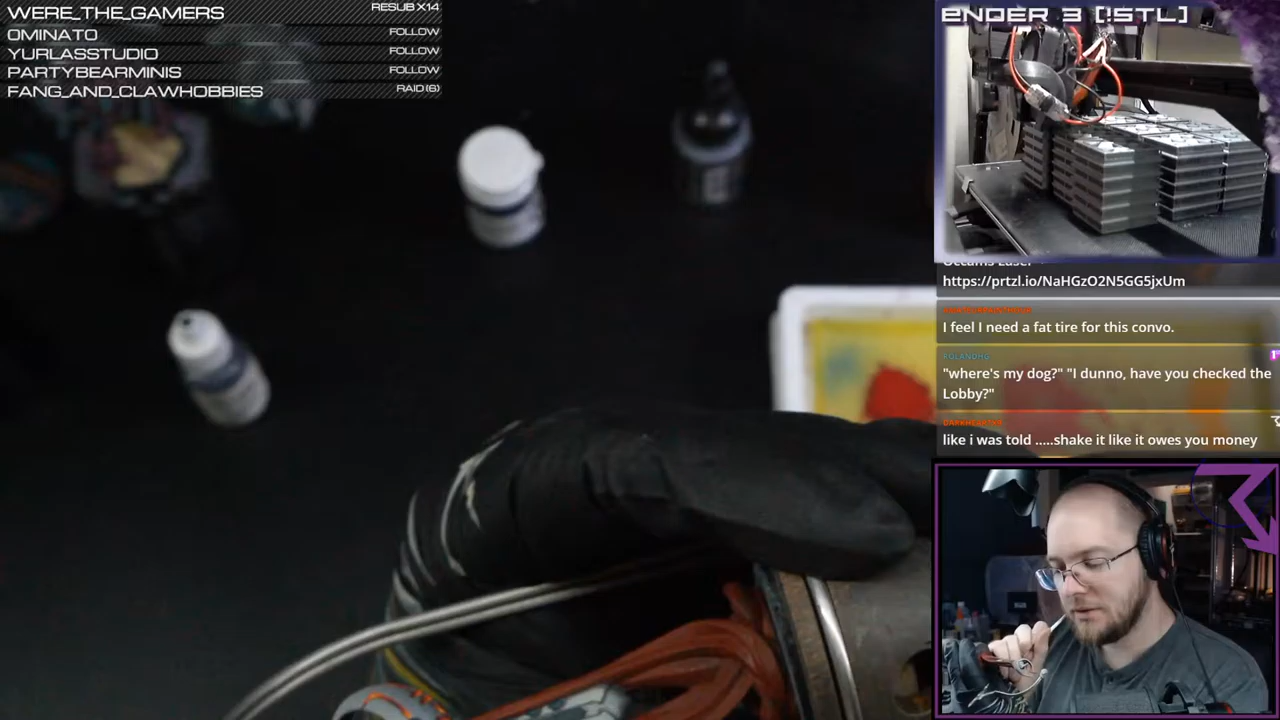 WERE_THE_GAMERS RESUB X14
OMINATO FOLLOW
YURLASSTUDIO FOLLOW
PARTYBEARMINIS FOLLOW
FANG_AND_CLAWHOBBIES RAID (6)
ENDER 3 [!STL]
https://prtzl.io/NaHGzO2N5GG5jxUm
I feel I need a fat tire for this convo.
POLANDHG
"where's my dog?" "I dunno, have you checked the
Lobby?"
like i was told .....shake it like it owes you money